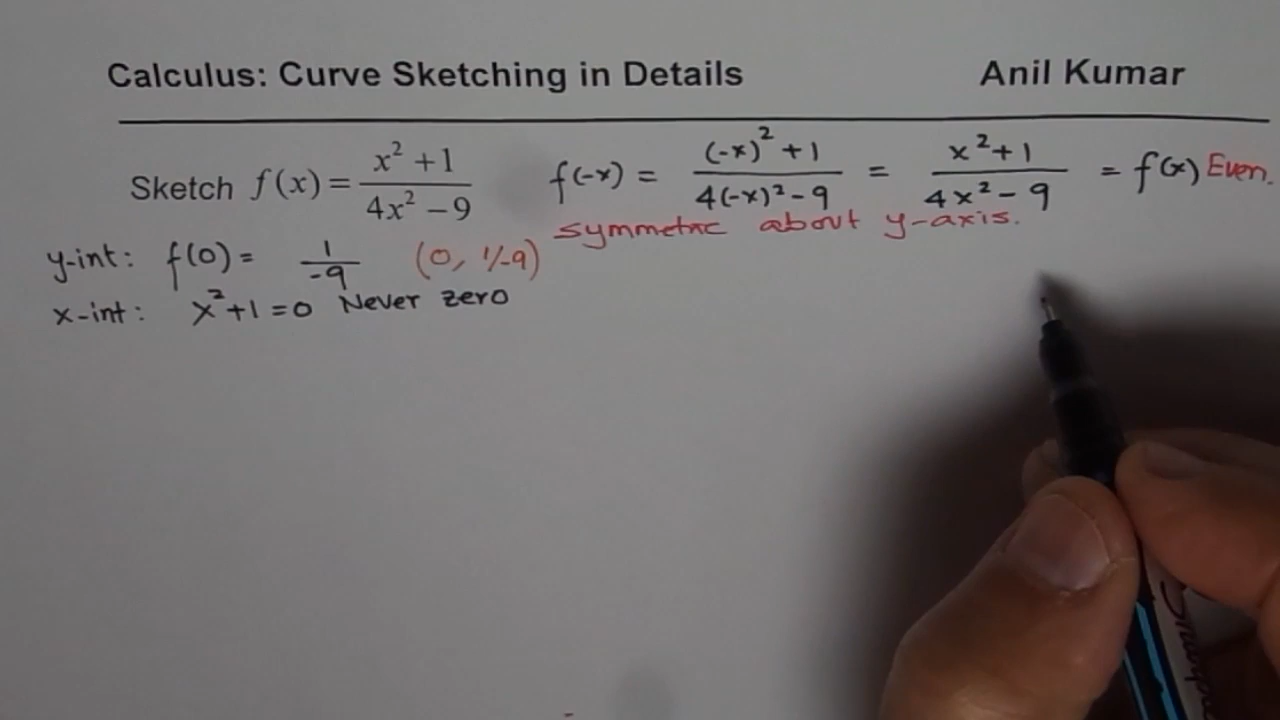 Calculus: Curve Sketching in Details Anil Kumar
Sketch f(x) = (x² + 1)/(4x² − 9) f(-x) = ((-x)² + 1)/(4(-x)² - 9) = (x² + 1)/(4x² - 9) = f(x) Even.
symmetric about y-axis.
y-int: f(0) = 1/-9 (0, 1/-9)
x-int: x² + 1 = 0 Never zero